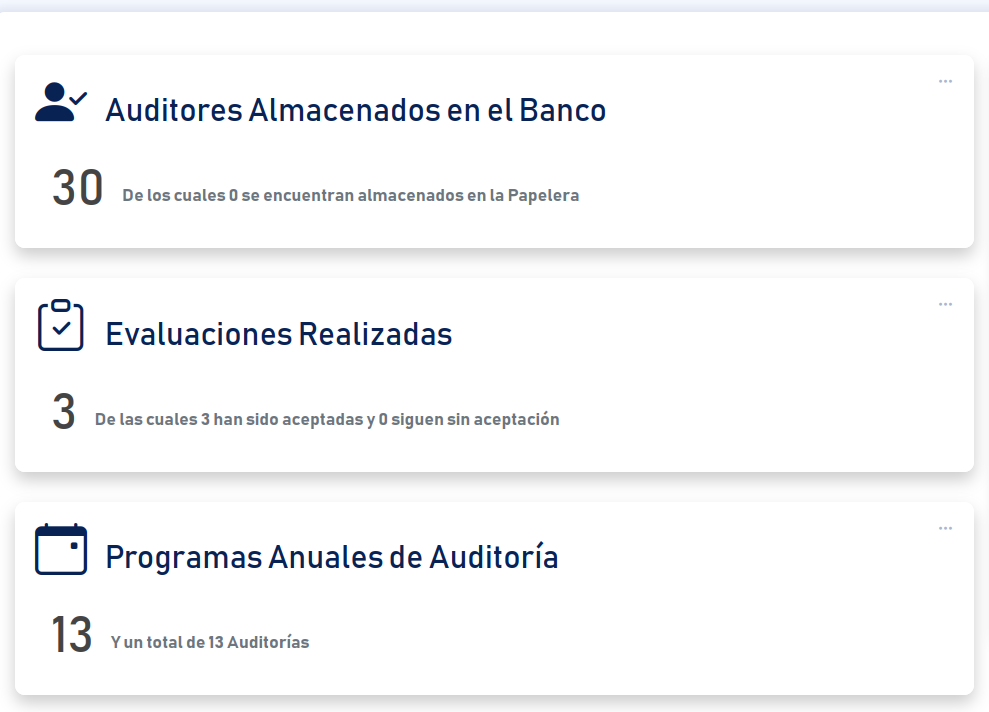 Auditores Almacenados en el Banco
30 De los cuales 0 se encuentran almacenados en la Papelera
Evaluaciones Realizadas
3 De las cuales 3 han sido aceptadas y 0 siguen sin aceptación
Programas Anuales de Auditoría
13 Y un total de 13 Auditorías